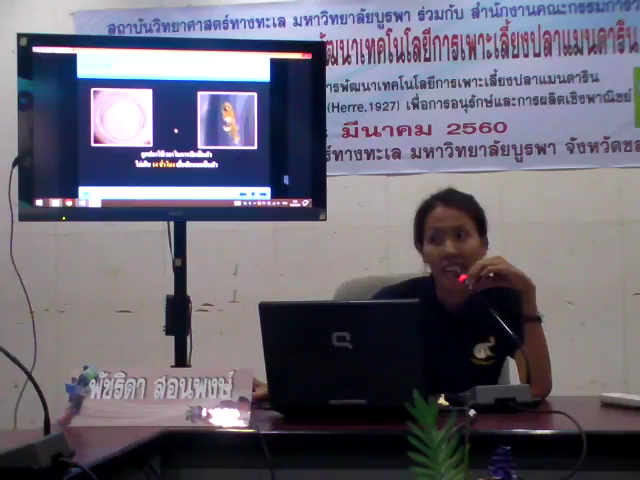 สถาบันวิทยาศาสตร์ทางทะเล มหาวิทยาลัยบูรพา ร่วมกับ สำนักงานคณะกรรมการวิ
ัฒนาเทคโนโลยีการเพาะเลี้ยงปลาแมนดาริน
ารพัฒนาเทคโนโลยีการเพาะเลี้ยงปลาแมนดาริน
(Herre,1927) เพื่อการอนุรักษ์และการผลิตเชิงพาณิชย์
มีนาคม 2560
ร์ทางทะเล มหาวิทยาลัยบูรพา จังหวัดชล
14 ชั่วโมง
พัชริดา สอนพงษ์